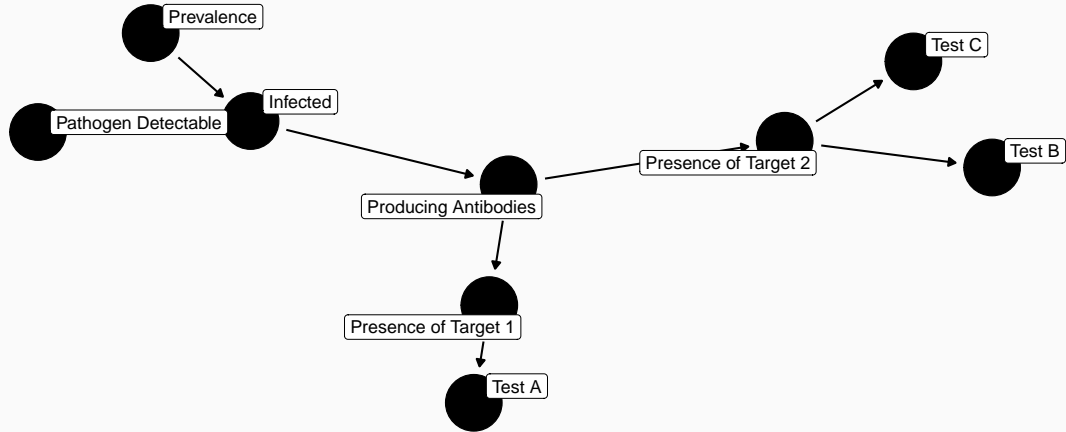 Prevalence
Test C
Infected
Pathogen Detectable
Test B
Presence of Target 2
Producing Antibodies
Presence of Target 1
Test A